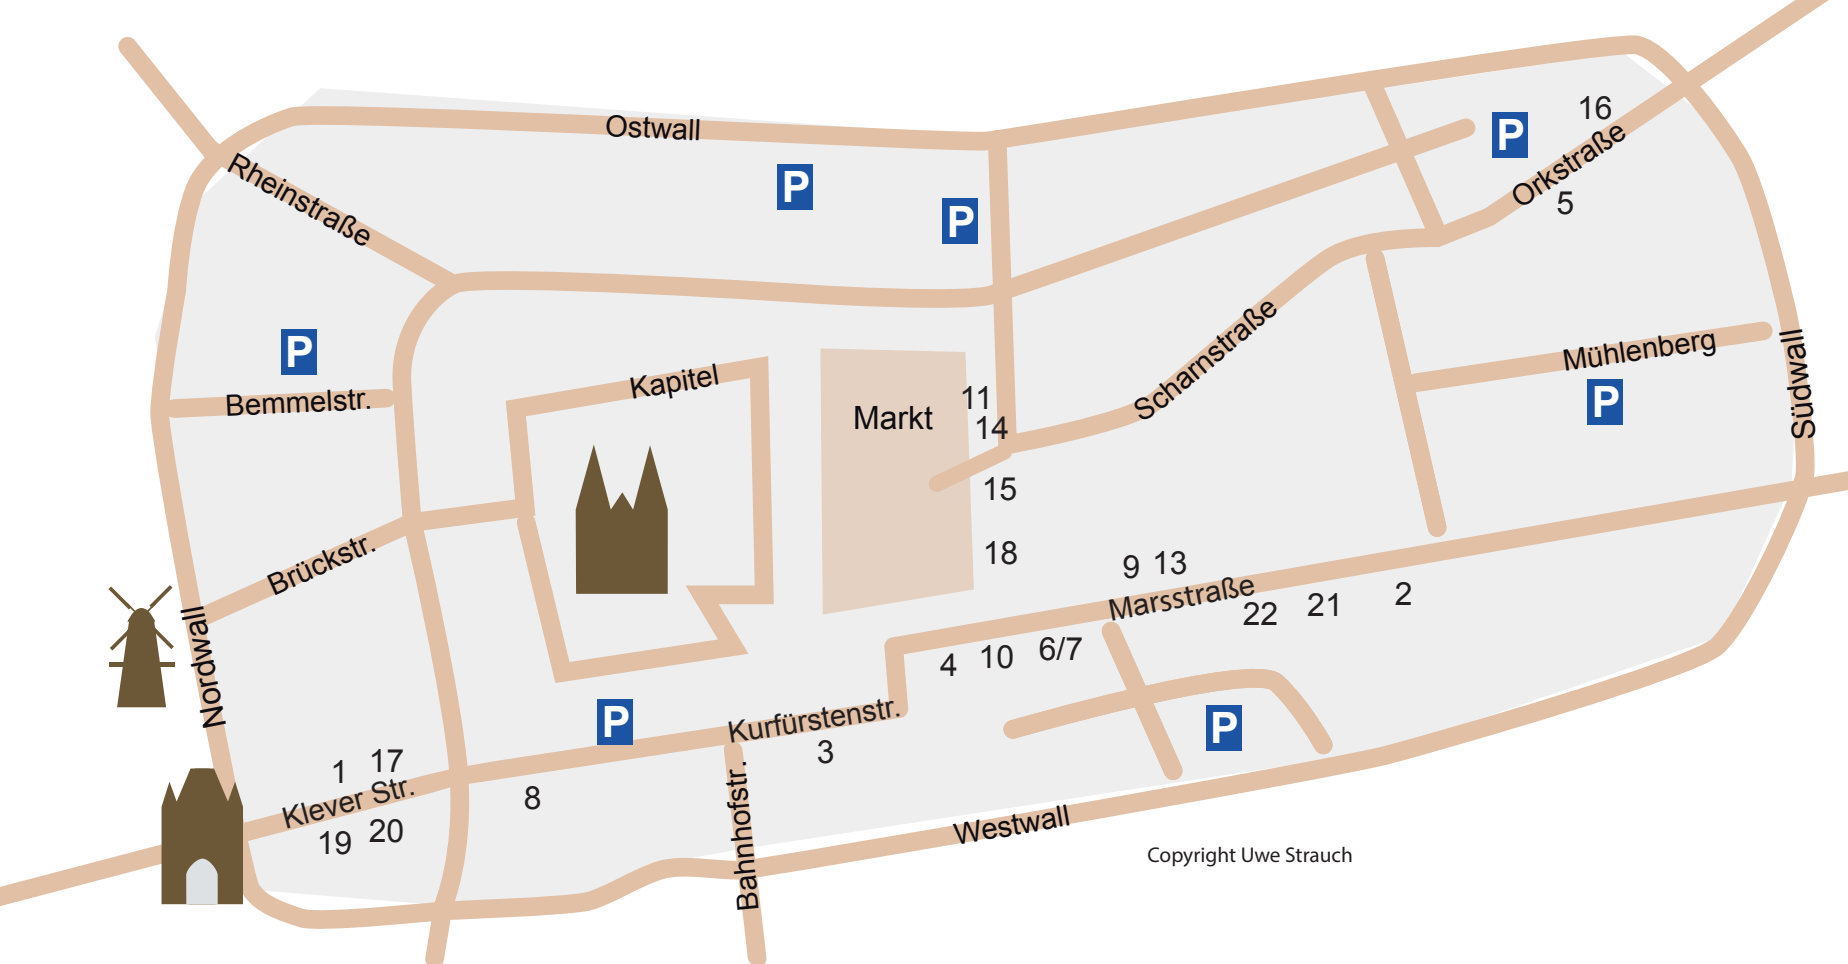 16
Ostwall
P
Orkstraße
P
Rheinstraße
5
P
Scharnstraße
P
Mühlenberg
Südwall
Kapitel
Bemmelstr.
11
Markt
P
14
15
Brückstr.
18
9 13
Marsstraße
2
22
21
Nordwall
4
10
6/7
P
Kurfürstenstr.
P
3
1
17
Klever Str.
8
19
20
Bahnhofstr.
Westwall
Copyright Uwe Strauch